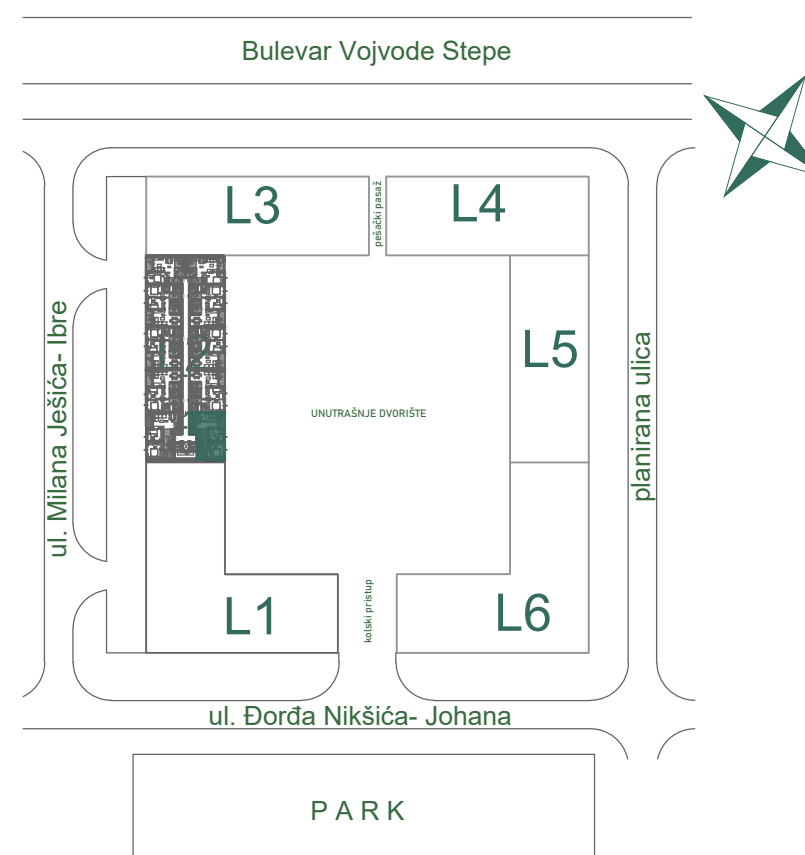 Bulevar Vojvode Stepe
L3
pešački pasaž
L4
ul. Milana Ješića- Ibre
L5
planirana ulica
UNUTRAŠNJE DVORIŠTE
L1
kolski pristup
L6
ul. Đorđa Nikšića- Johana
PARK